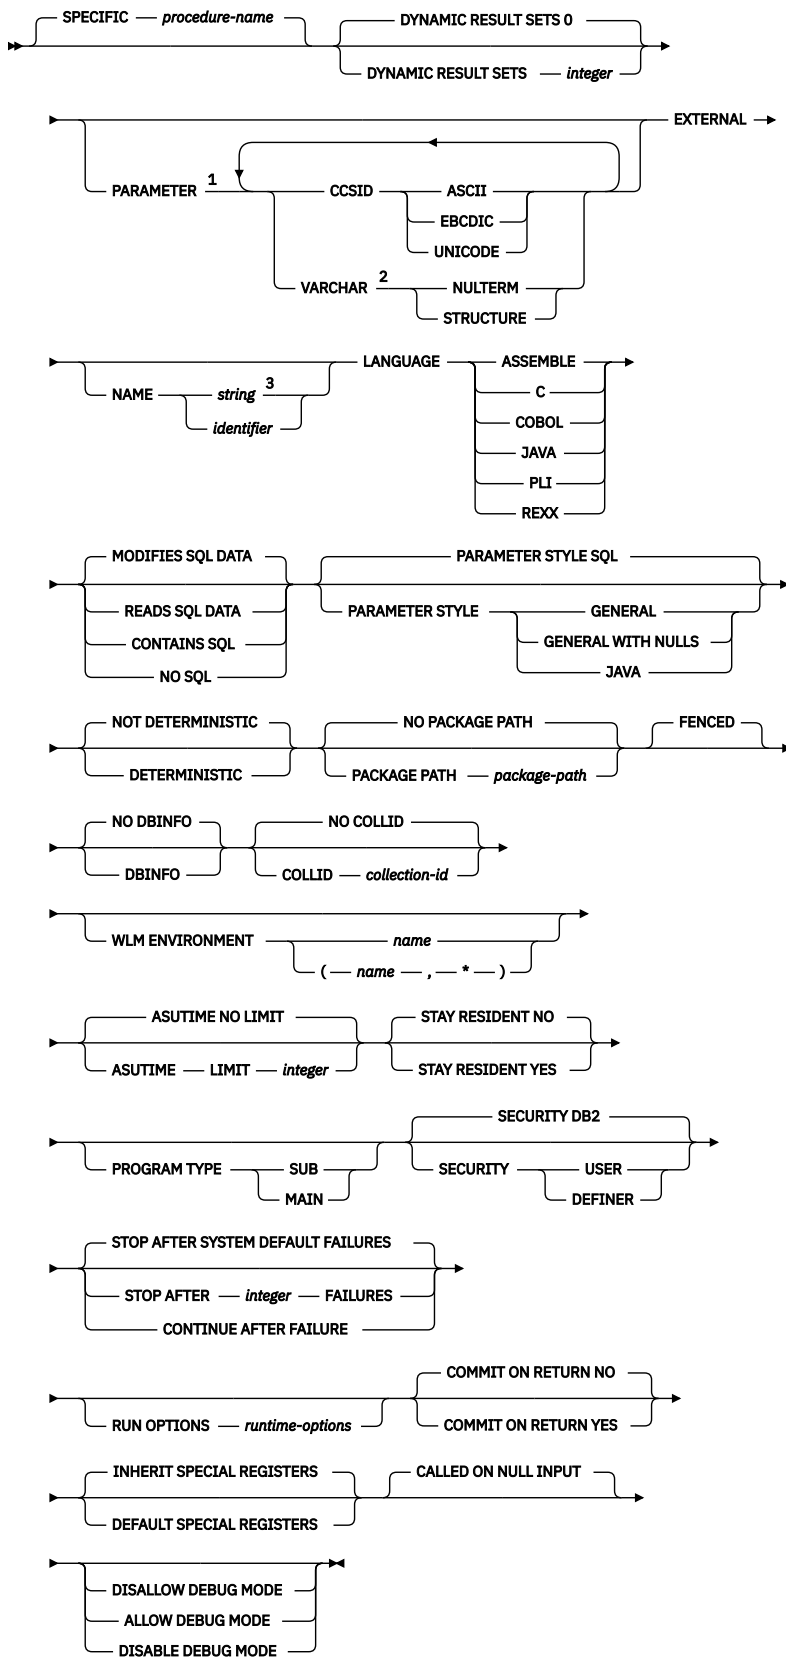 SPECIFIC procedure-name DYNAMIC RESULT SETS 0
DYNAMIC RESULT SETS integer
EXTERNAL
PARAMETER 1 CCSID ASCII
EBCDIC
UNICODE
VARCHAR 2 NULTERM
STRUCTURE
LANGUAGE ASSEMBLE
NAME string 3 C
identifier COBOL
JAVA
PLI
REXX
MODIFIES SQL DATA PARAMETER STYLE SQL
READS SQL DATA PARAMETER STYLE GENERAL
CONTAINS SQL GENERAL WITH NULLS
NO SQL JAVA
NOT DETERMINISTIC NO PACKAGE PATH FENCED
DETERMINISTIC PACKAGE PATH package-path
NO DBINFO NO COLLID
DBINFO COLLID collection-id
WLM ENVIRONMENT name
( name , * )
ASUTIME NO LIMIT STAY RESIDENT NO
ASUTIME LIMIT integer STAY RESIDENT YES
SECURITY DB2
PROGRAM TYPE SUB SECURITY USER
MAIN DEFINER
STOP AFTER SYSTEM DEFAULT FAILURES
STOP AFTER integer FAILURES
CONTINUE AFTER FAILURE
COMMIT ON RETURN NO
RUN OPTIONS runtime-options COMMIT ON RETURN YES
INHERIT SPECIAL REGISTERS CALLED ON NULL INPUT
DEFAULT SPECIAL REGISTERS
DISALLOW DEBUG MODE
ALLOW DEBUG MODE
DISABLE DEBUG MODE